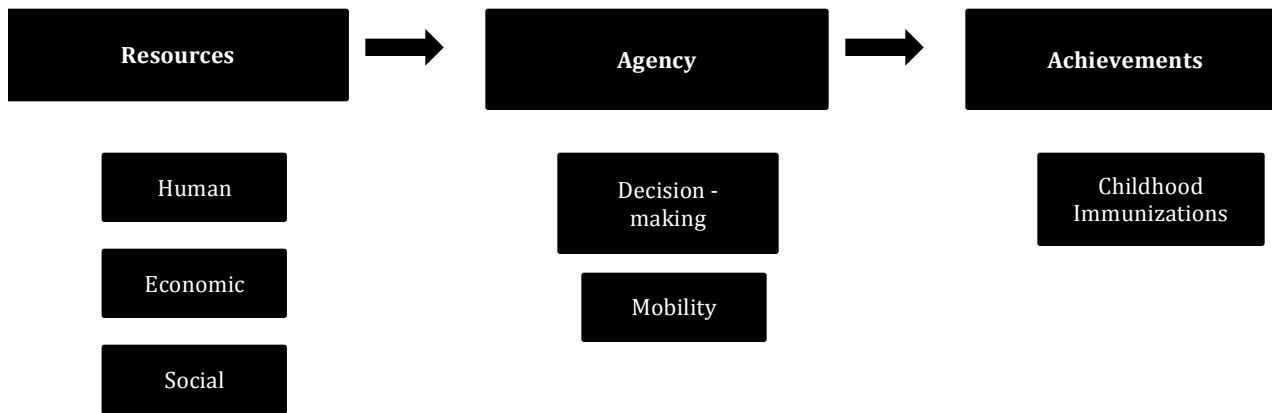 Resources
Agency
Achievements
Human
Economic
Social
Decision -
making
Mobility
Childhood
Immunizations